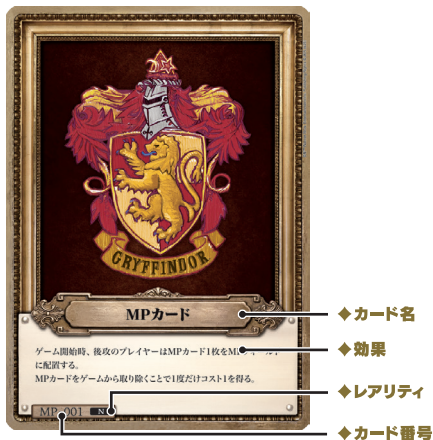 GRYFFINDOR
MPカード
ゲーム開始時、後攻のプレイヤーはMPカード1枚をM
に配置する。
MPカードをゲームから取り除くことで1度だけコスト1を得る。
MP 001 N
◆カード名
◆効果
◆レアリティ
◆カード番号